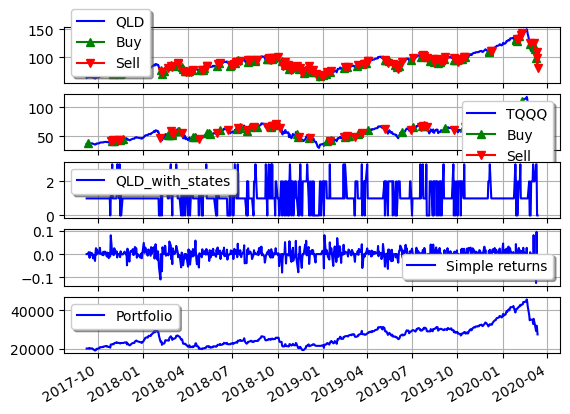 150
100
QLD
Buy
Sell
100
50
TQQQ
Buy
Sell
2
0
QLD_with_states
0.1
0.0
−0.1
Simple returns
40000
20000
Portfolio
2017-10 2018-01 2018-04 2018-07 2018-10 2019-01 2019-04 2019-07 2019-10 2020-01 2020-04